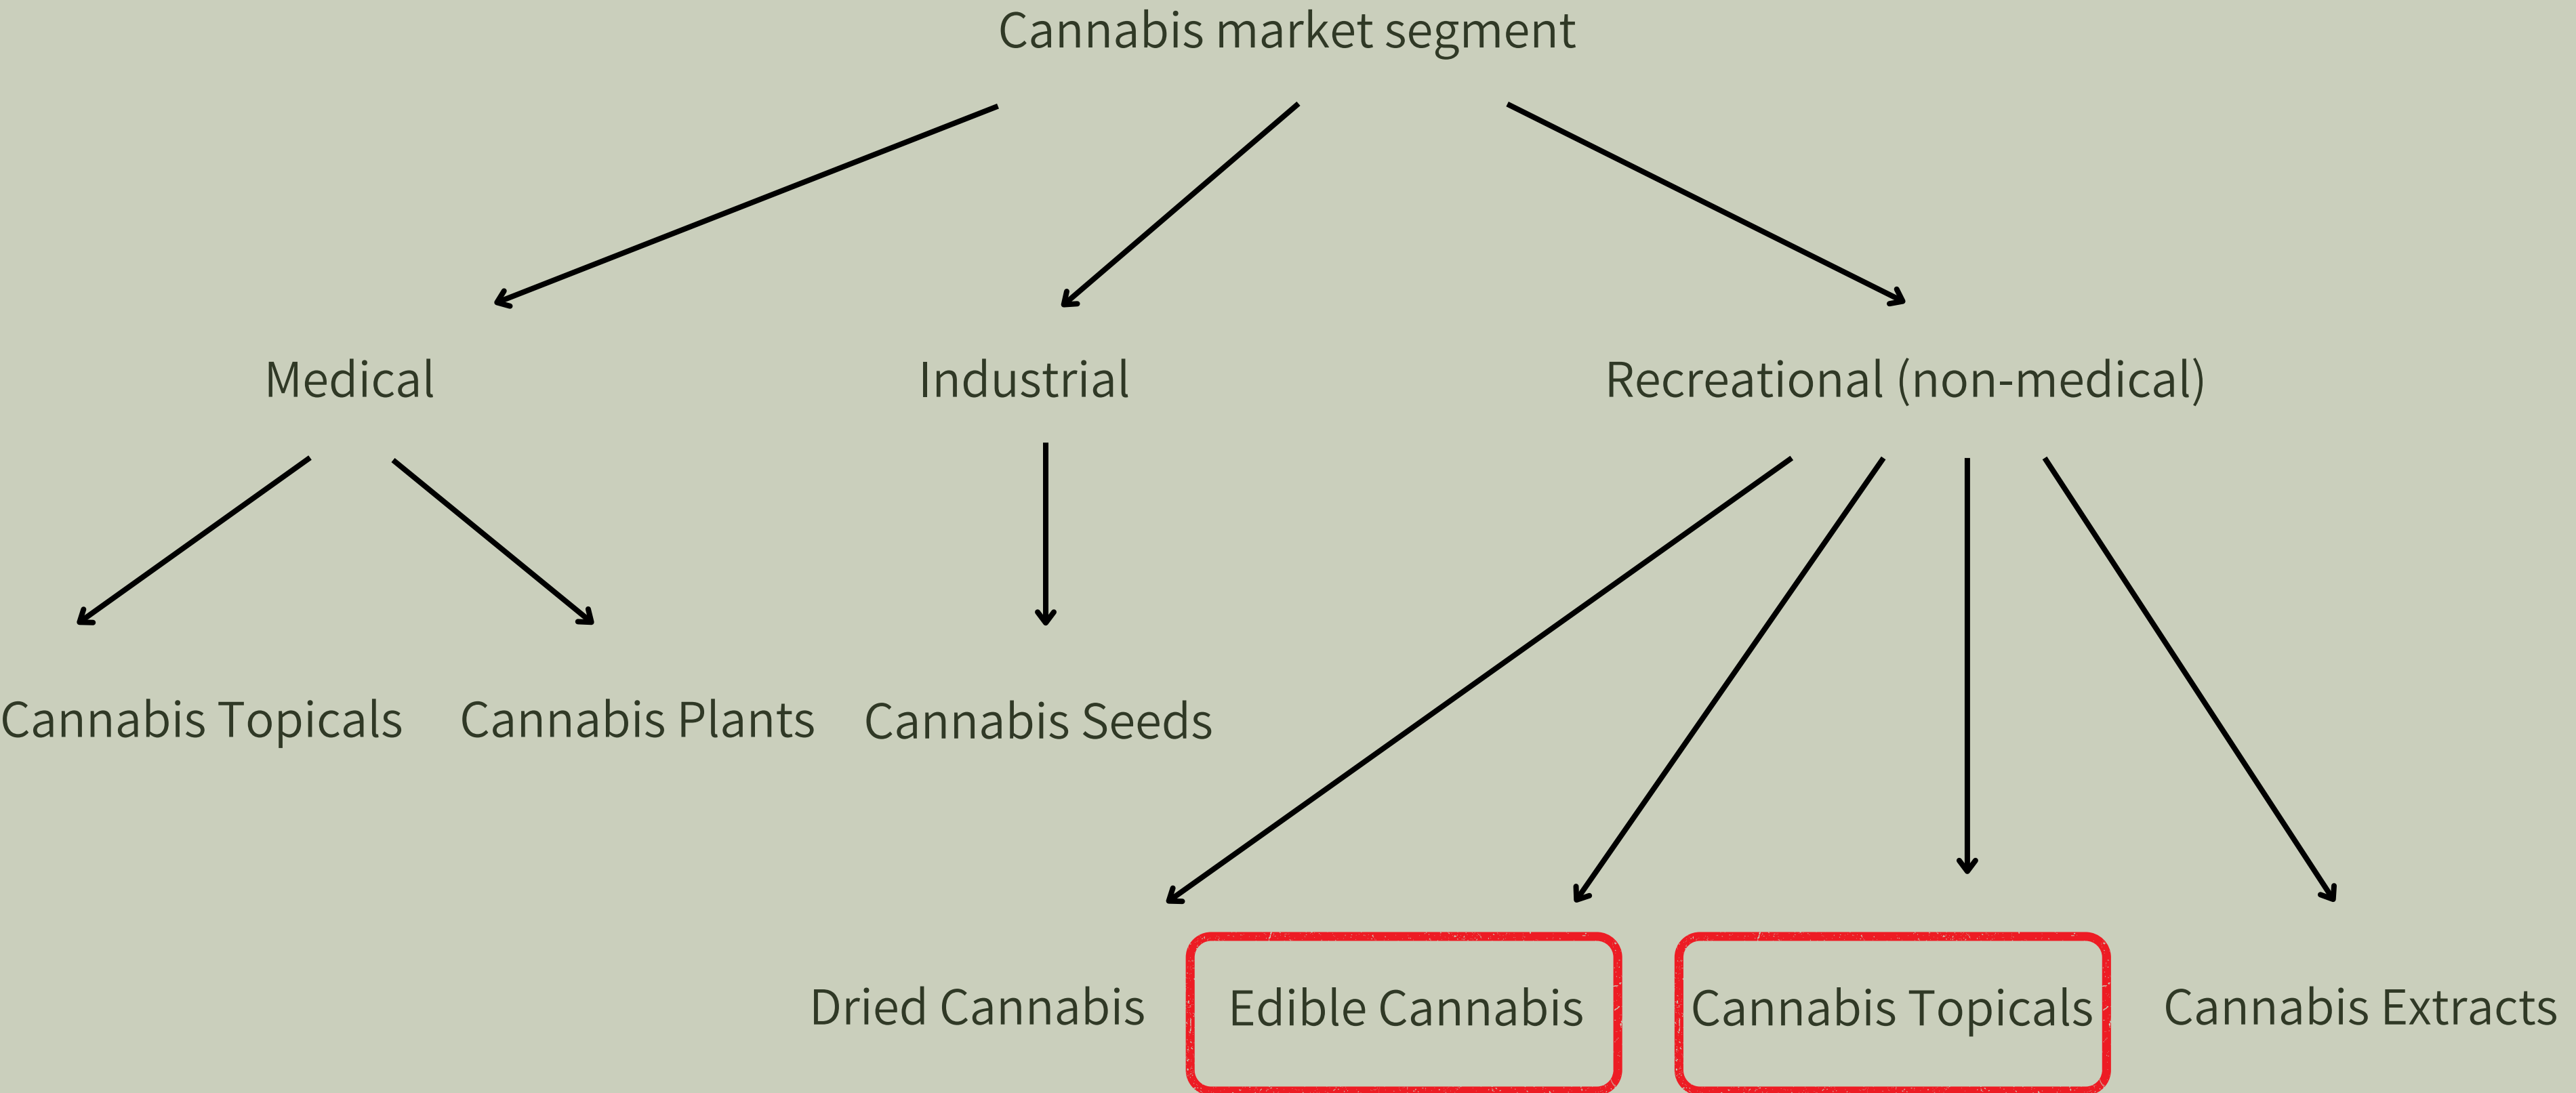 Cannabis market segment
Medical
Industrial
Recreational (non-medical)
Cannabis Topicals
Cannabis Plants
Cannabis Seeds
Dried Cannabis
Edible Cannabis
Cannabis Topicals
Cannabis Extracts